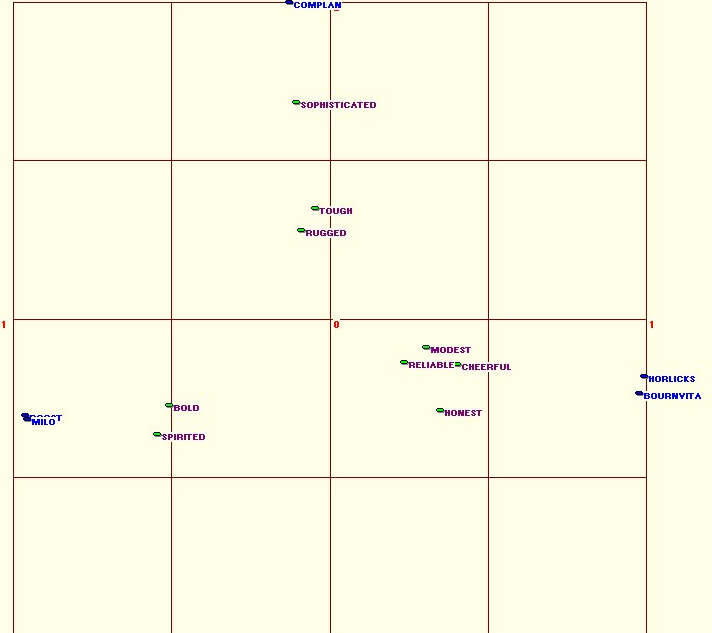 COMPLAN
SOPHISTICATED
TOUGH
RUGGED
1 0 1
MODEST
RELIABLE CHEERFUL
HORLICKS
BOURNVITA
BOLD
HONEST
MILO
SPIRITED